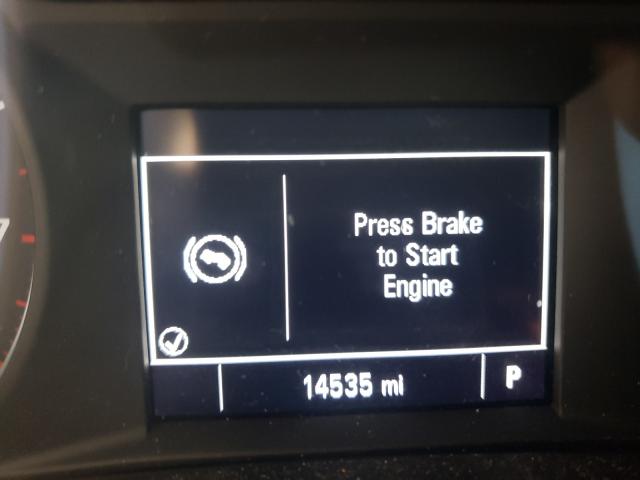 Press Brake
to Start
Engine
14535 mi
P